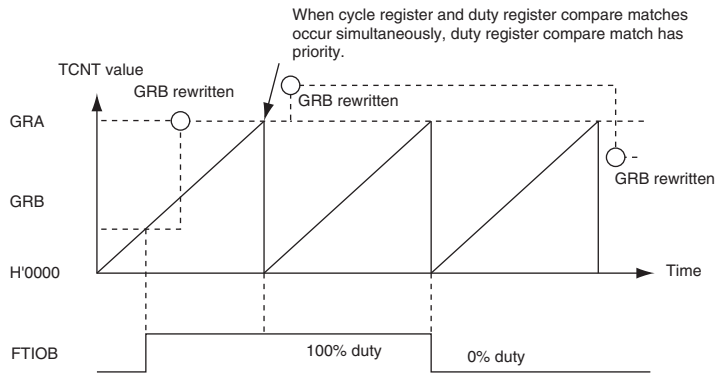 When cycle register and duty register compare matches
occur simultaneously, duty register compare match has
priority.
TCNT value
GRB rewritten
GRB rewritten
GRA
GRB rewritten
GRB
H'0000
Time
FTIOB
100% duty
0% duty